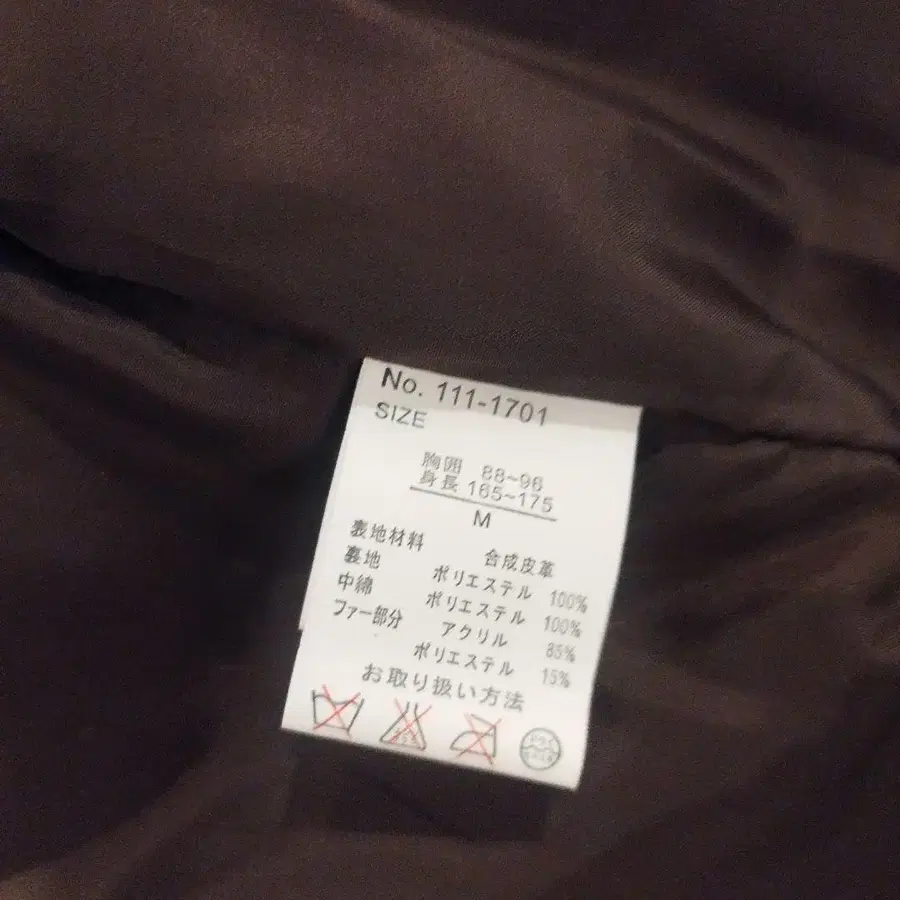 No. 111-1701
SIZE
胸囲 88~96
身長 165~175
M
表地材料 合成皮革
裏地 ポリエステル 100%
中綿 ポリエステル 100%
ファー部分 アクリル 85%
ポリエステル 15%
お取り扱い方法